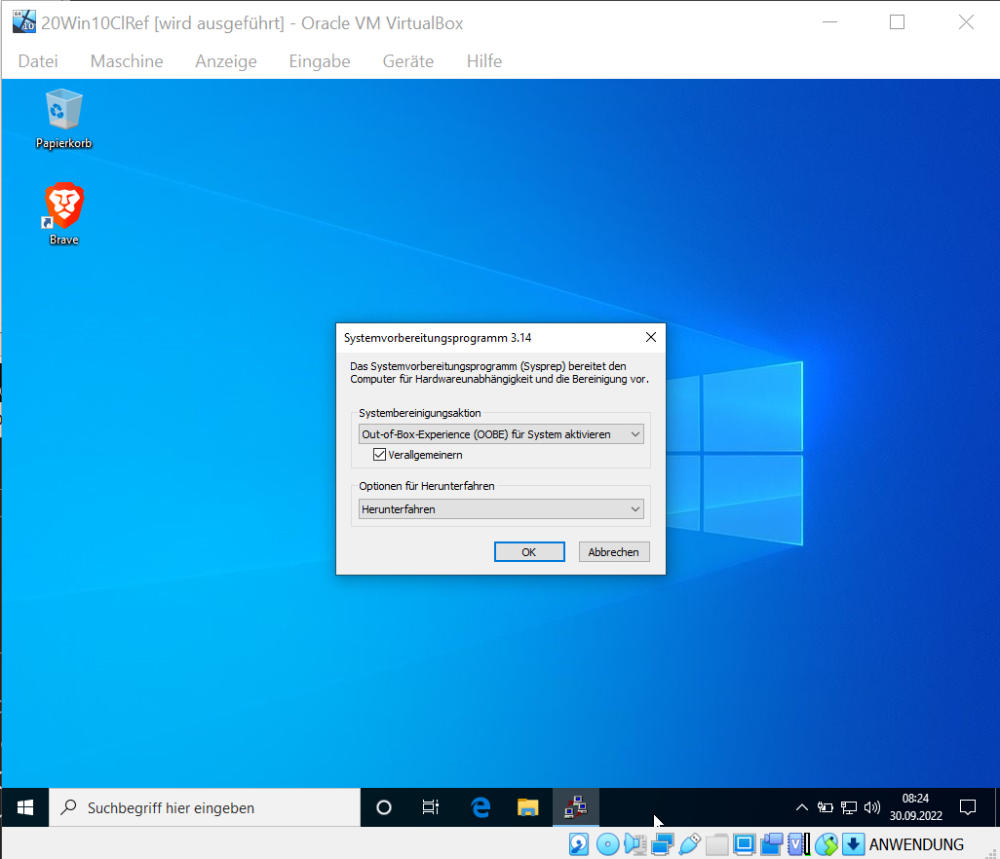 20Win10ClRef [wird ausgeführt] - Oracle VM VirtualBox
Datei Maschine Anzeige Eingabe Geräte Hilfe
Papierkorb
Brave
Systemvorbereitungsprogramm 3.14
Das Systemvorbereitungsprogramm (Sysprep) bereitet den
Computer für Hardwareunabhängigkeit und die Bereinigung vor.
Systembereinigungsaktion
Out-of-Box-Experience (OOBE) für System aktivieren
Verallgemeinern
Optionen für Herunterfahren
Herunterfahren
OK Abbrechen
Suchbegriff hier eingeben
08:24
30.09.2022
ANWENDUNG